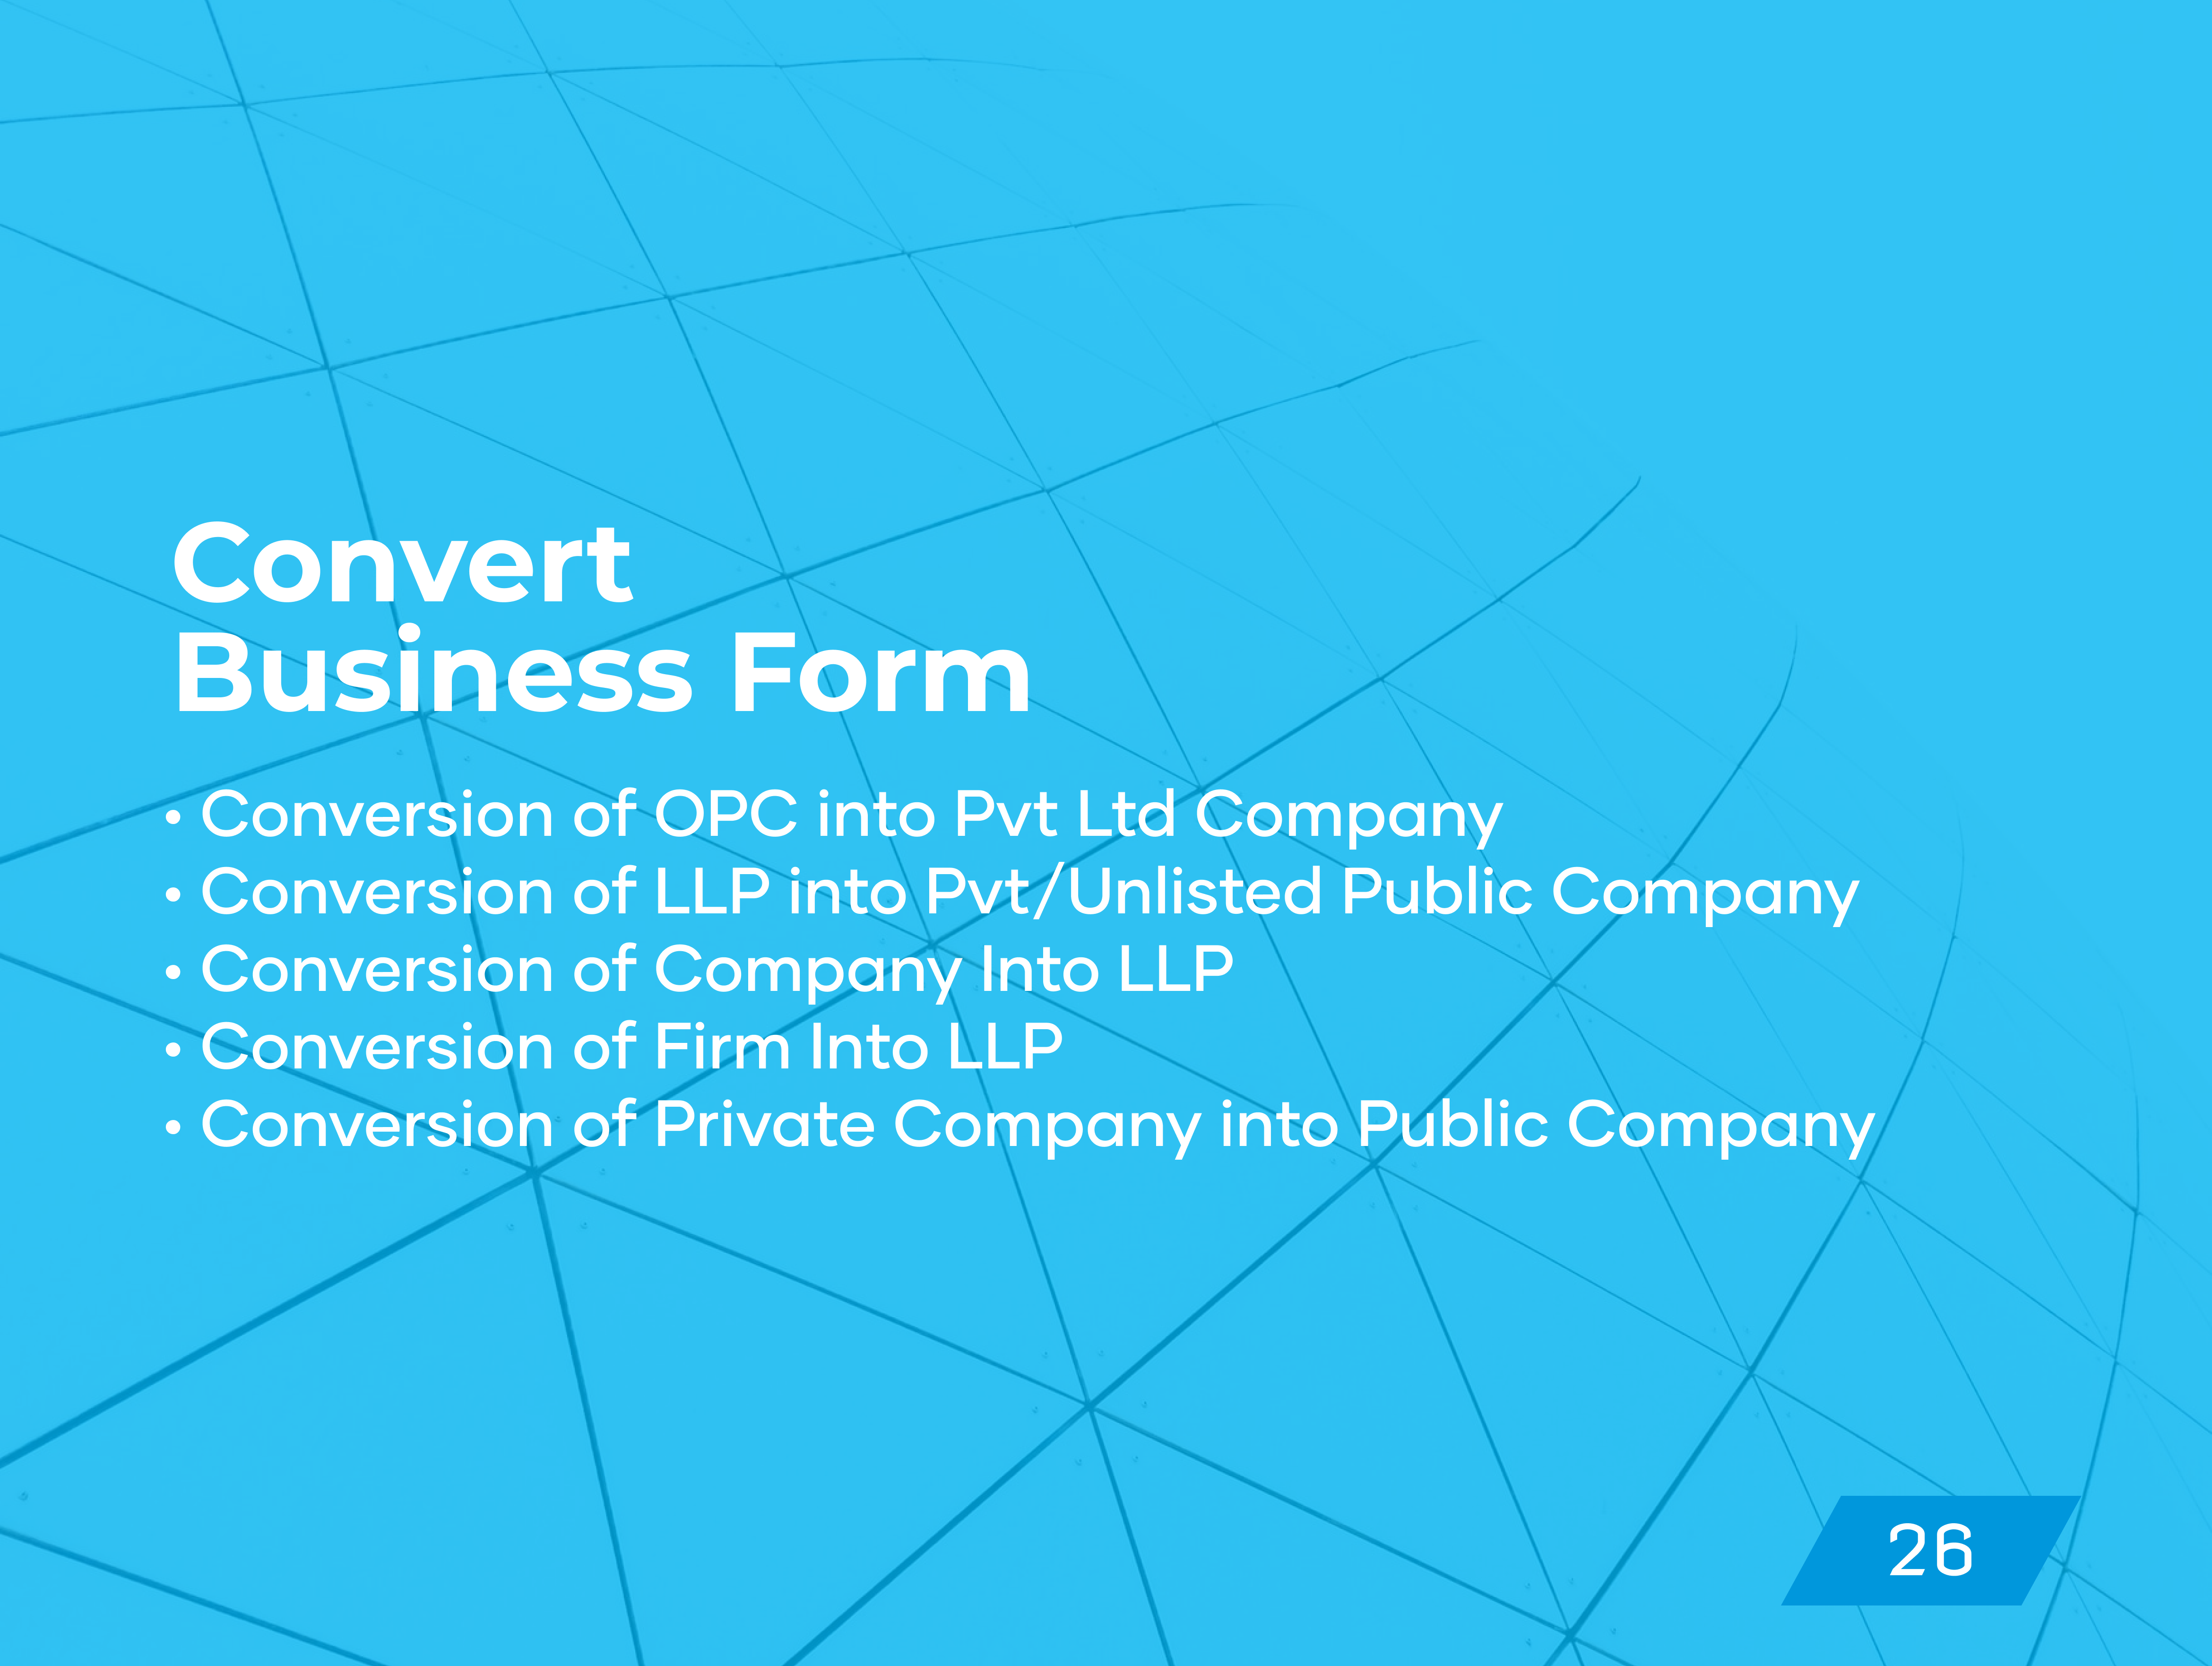 Convert
Business Form
• Conversion of OPC into Pvt Ltd Company
• Conversion of LLP into Pvt/Unlisted Public Company
• Conversion of Company Into LLP
• Conversion of Firm Into LLP
• Conversion of Private Company into Public Company
26